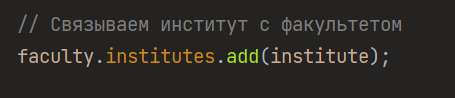 // Связываем институт с факультетом
faculty.institutes.add(institute);